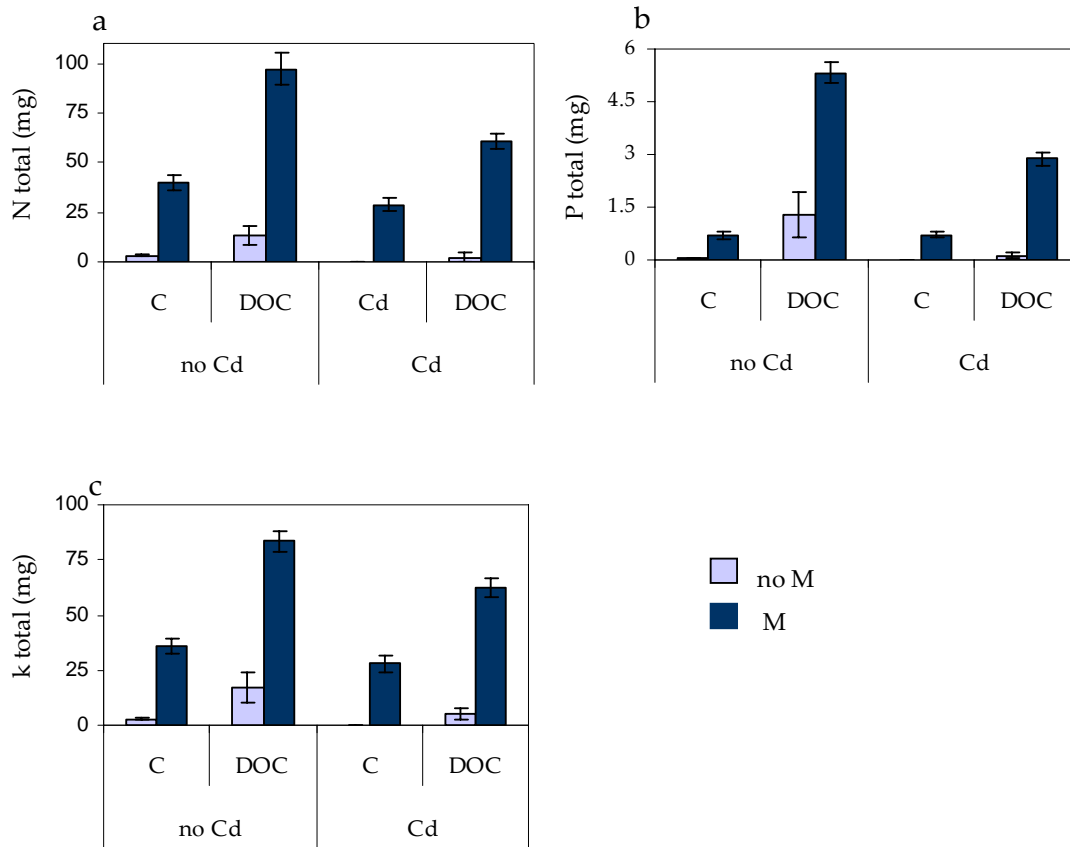 a
N total (mg)
100
75
50
25
0
C DOC Cd DOC
no Cd Cd
b
P total (mg)
6
4.5
3
1.5
0
C DOC C DOC
no Cd Cd
c
k total (mg)
100
75
50
25
0
C DOC C DOC
no Cd Cd
no M
M